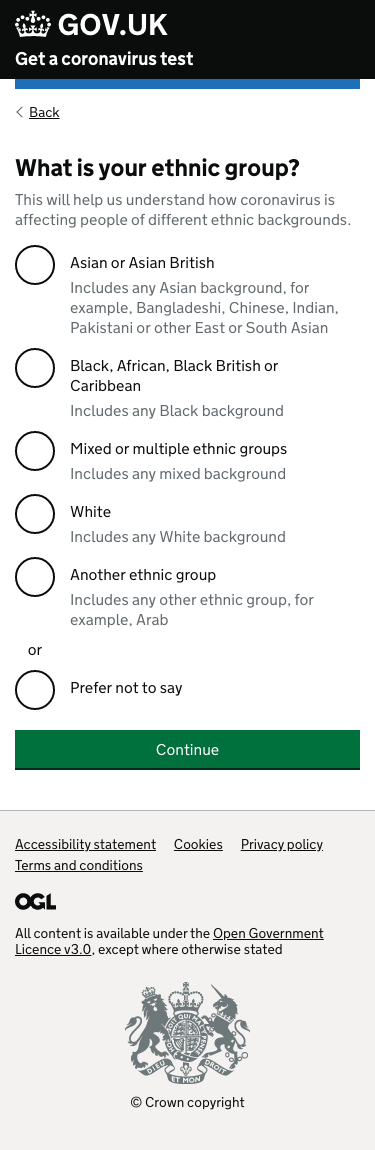 GOV.UK
Get a coronavirus test
Back
What is your ethnic group?
This will help us understand how coronavirus is
affecting people of different ethnic backgrounds.
Asian or Asian British
Includes any Asian background, for
example, Bangladeshi, Chinese, Indian,
Pakistani or other East or South Asian
Black, African, Black British or
Caribbean
Includes any Black background
Mixed or multiple ethnic groups
Includes any mixed background
White
Includes any White background
Another ethnic group
Includes any other ethnic group, for
example, Arab
or
Prefer not to say
Continue
Accessibility statement Cookies Privacy policy
Terms and conditions
OGL
All content is available under the Open Government
Licence v3.0, except where otherwise stated
DIEU ET MON DROIT
© Crown copyright